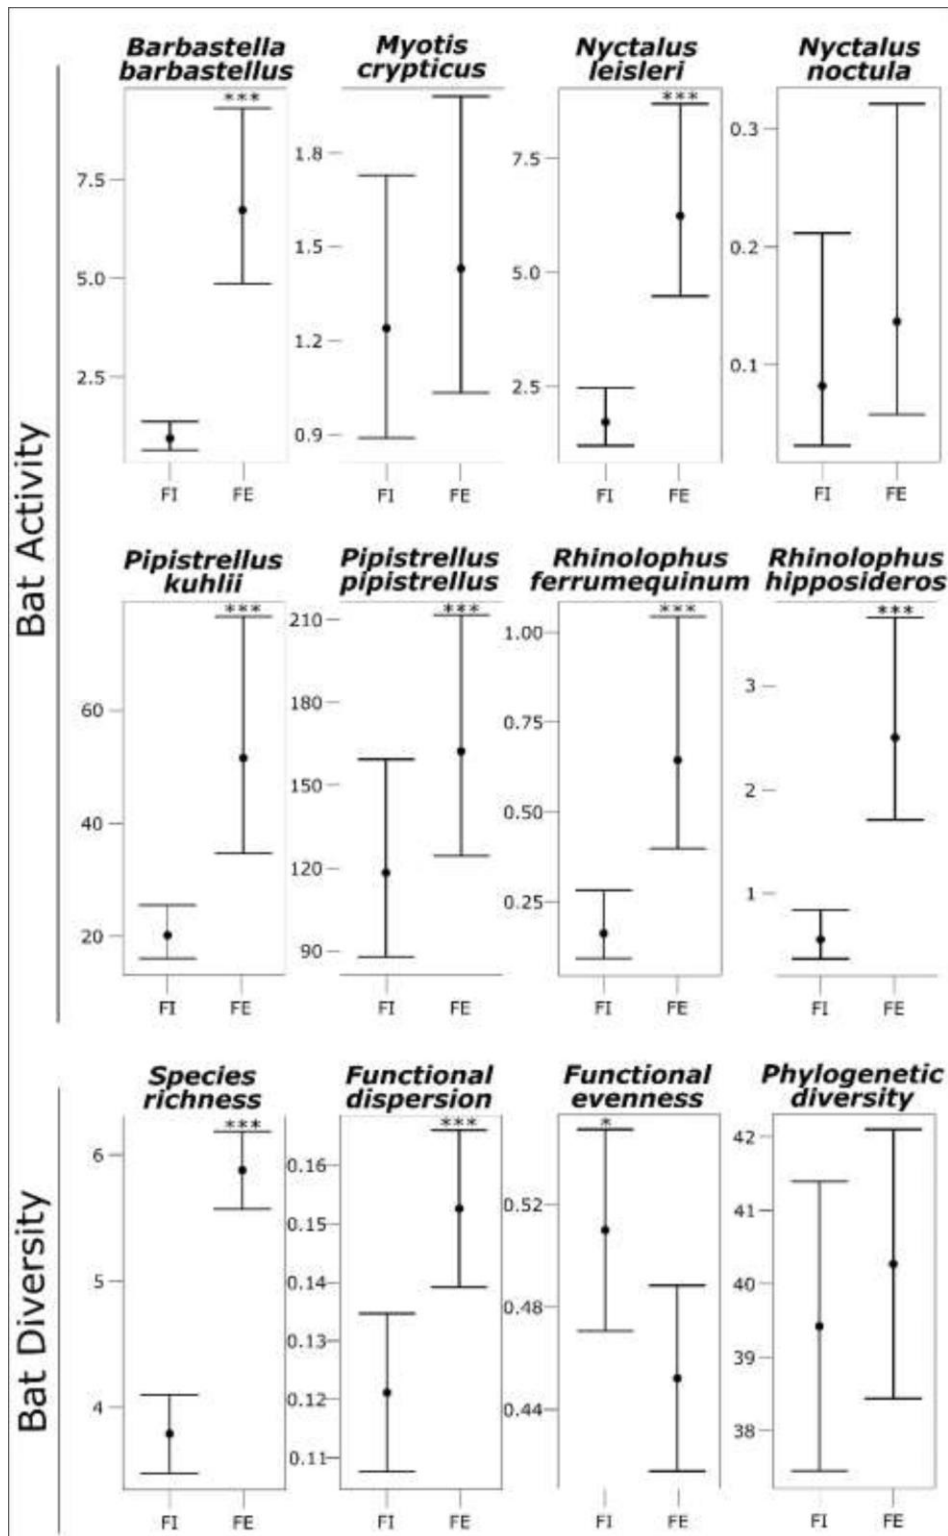 Bat Activity
Barbastella
barbastellus
***
7.5
5.0
2.5
FI FE
Myotis
crypticus
1.8
1.5
1.2
0.9
FI FE
Nyctalus
leisleri
***
7.5
5.0
2.5
FI FE
Nyctalus
noctula
0.3
0.2
0.1
FI FE
Pipistrellus
kuhlii
***
60
40
20
FI FE
Pipistrellus
pipistrellus
***
210
180
150
120
90
FI FE
Rhinolophus
ferrumequinum
***
1.00
0.75
0.50
0.25
FI FE
Rhinolophus
hipposideros
***
3
2
1
FI FE
Bat Diversity
Species
richness
***
6
5
4
FI FE
Functional
dispersion
***
0.16
0.15
0.14
0.13
0.12
0.11
FI FE
Functional
evenness
*
0.52
0.48
0.44
FI FE
Phylogenetic
diversity
42
41
40
39
38
FI FE